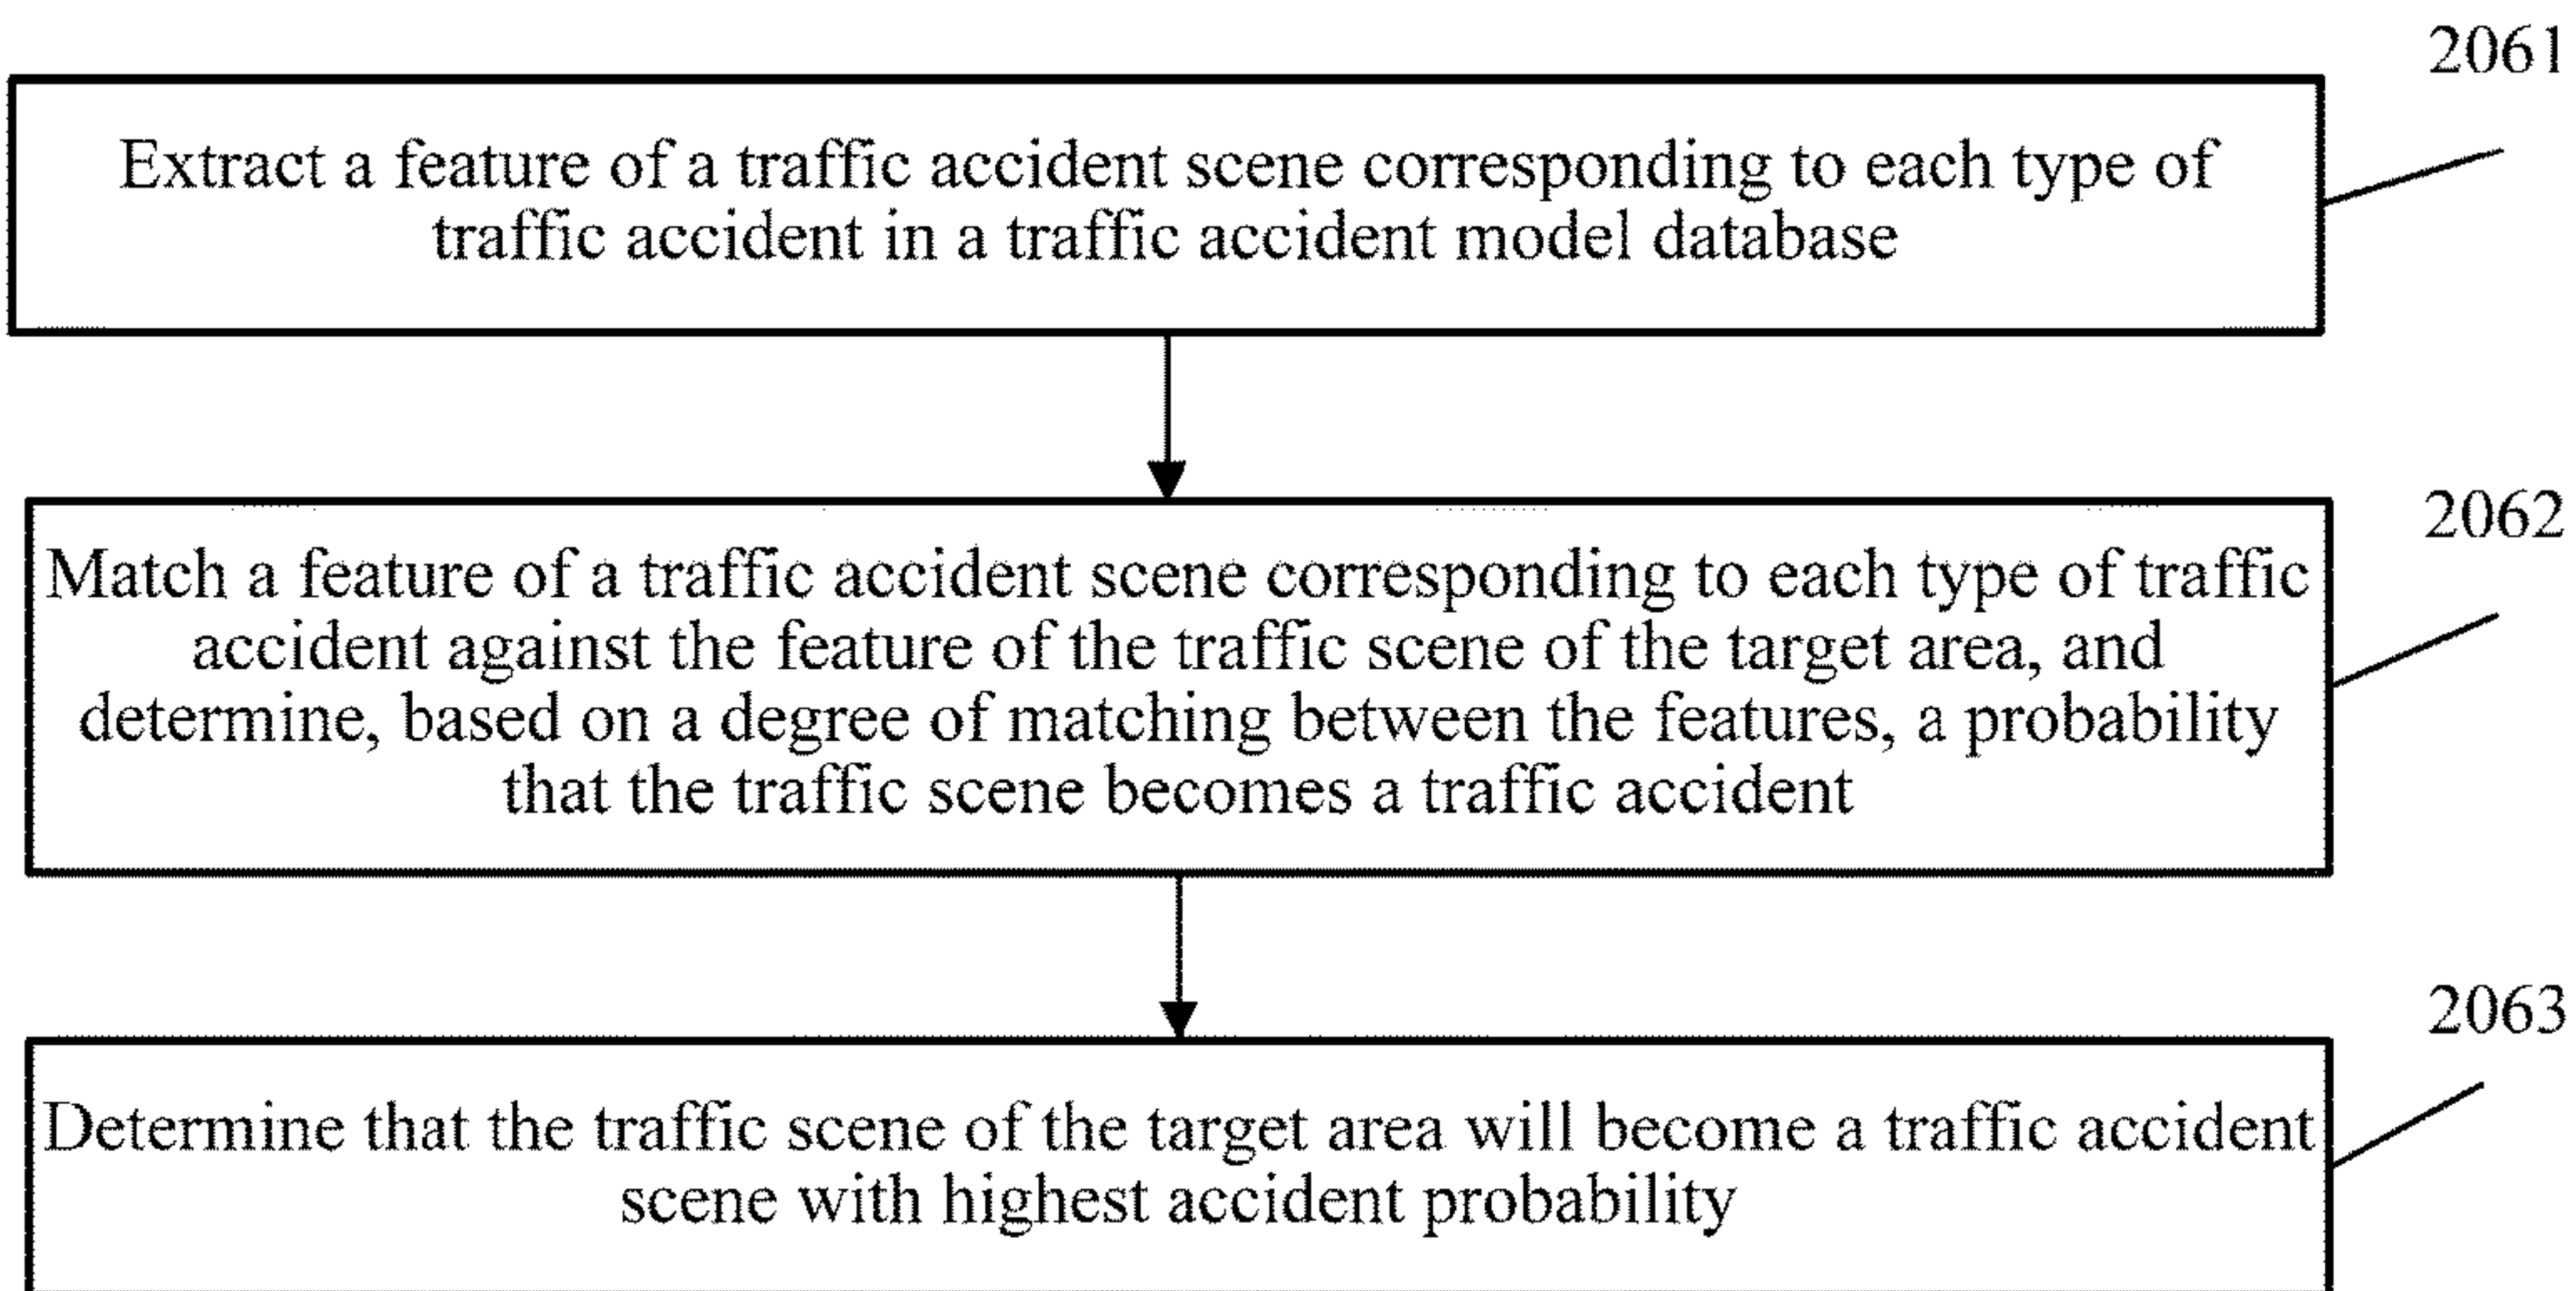 2061
Extract a feature of a traffic accident scene corresponding to each type of
traffic accident in a traffic accident model database
2062
Match a feature of a traffic accident scene corresponding to each type of traffic
accident against the feature of the traffic scene of the target area, and
determine, based on a degree of matching between the features, a probability
that the traffic scene becomes a traffic accident
2063
Determine that the traffic scene of the target area will become a traffic accident
scene with highest accident probability